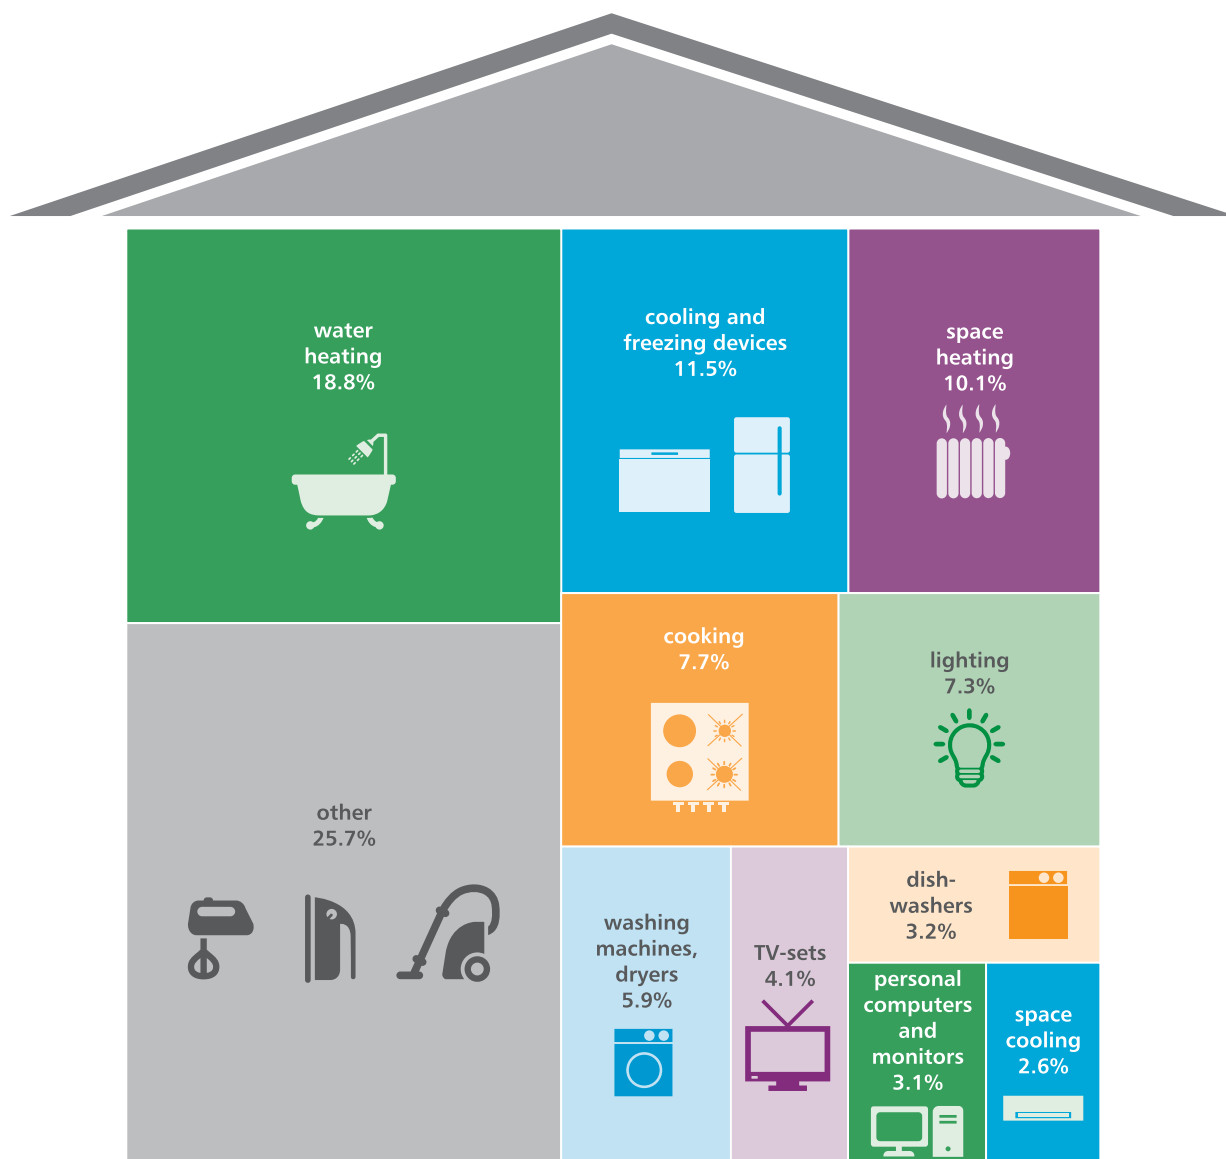 water
heating
18.8%
cooling and
freezing devices
11.5%
space
heating
10.1%
cooking
7.7%
lighting
7.3%
other
25.7%
washing
machines,
dryers
5.9%
TV-sets
4.1%
dish-
washers
3.2%
personal
computers
and
monitors
3.1%
space
cooling
2.6%